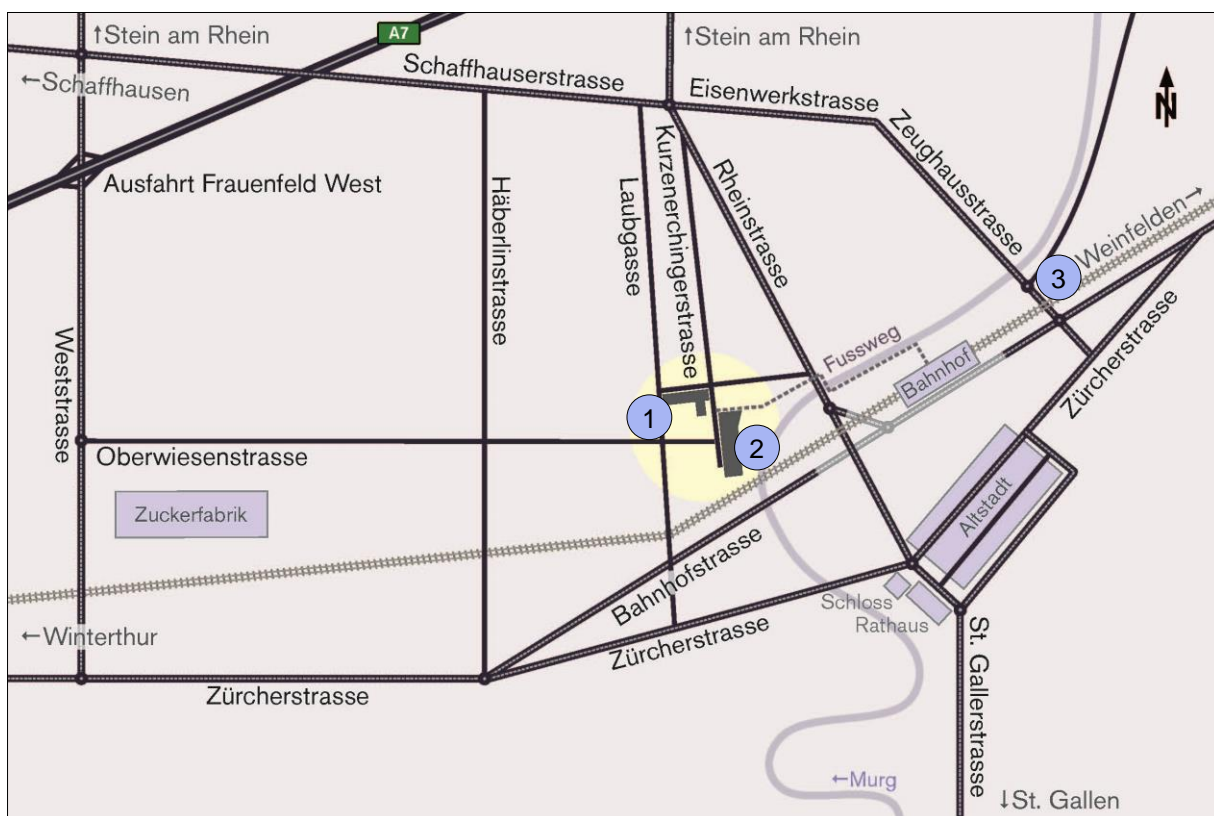 A7
↑Stein am Rhein
↑Stein am Rhein
←Schaffhausen
Schaffhauserstrasse
Eisenwerkstrasse
Zeughausstrasse
N
Ausfahrt Frauenfeld West
Häberlinstrasse
Laubgasse
Kurzenerchingerstrasse
Rheinstrasse
Weinfelden→
3
Weststrasse
Fussweg
Bahnhof
Zürcherstrasse
1
2
Oberwiesenstrasse
Zuckerfabrik
Altstadt
Bahnhofstrasse
Schloss
Rathaus
←Winterthur
Zürcherstrasse
Zürcherstrasse
St. Gallerstrasse
←Murg
↓St. Gallen